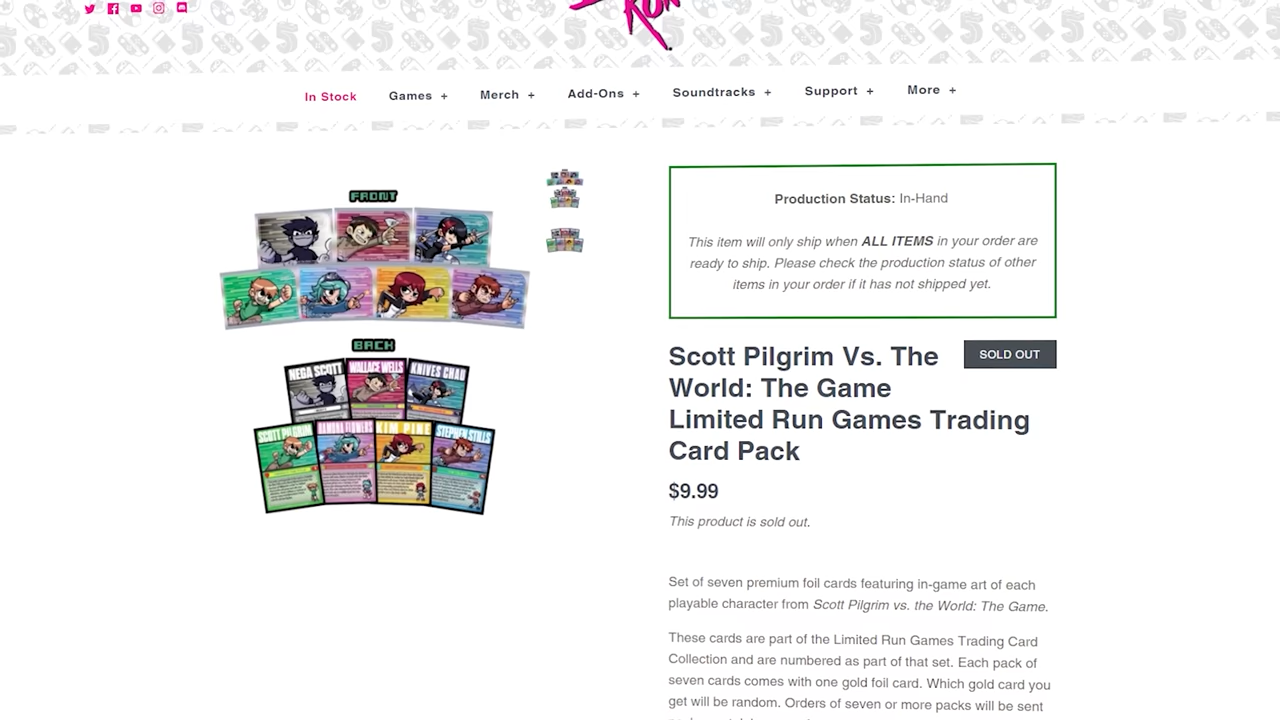 RUN
In Stock
Games +
Merch +
Add-Ons +
Soundtracks +
Support +
More +
FRONT
BACK
NEGA SCOTT
WALLACE WELLS
KNIVES CHAU
SCOTT PILGRIM
RAMONA FLOWERS
KIM PINE
STEPHEN STILLS
Production Status: In-Hand
This item will only ship when ALL ITEMS in your order are
ready to ship. Please check the production status of other
items in your order if it has not shipped yet.
Scott Pilgrim Vs. The
World: The Game
Limited Run Games Trading
Card Pack
SOLD OUT
$9.99
This product is sold out.
Set of seven premium foil cards featuring in-game art of each
playable character from Scott Pilgrim vs. the World: The Game.
These cards are part of the Limited Run Games Trading Card
Collection and are numbered as part of that set. Each pack of
seven cards comes with one gold foil card. Which gold card you
get will be random. Orders of seven or more packs will be sent